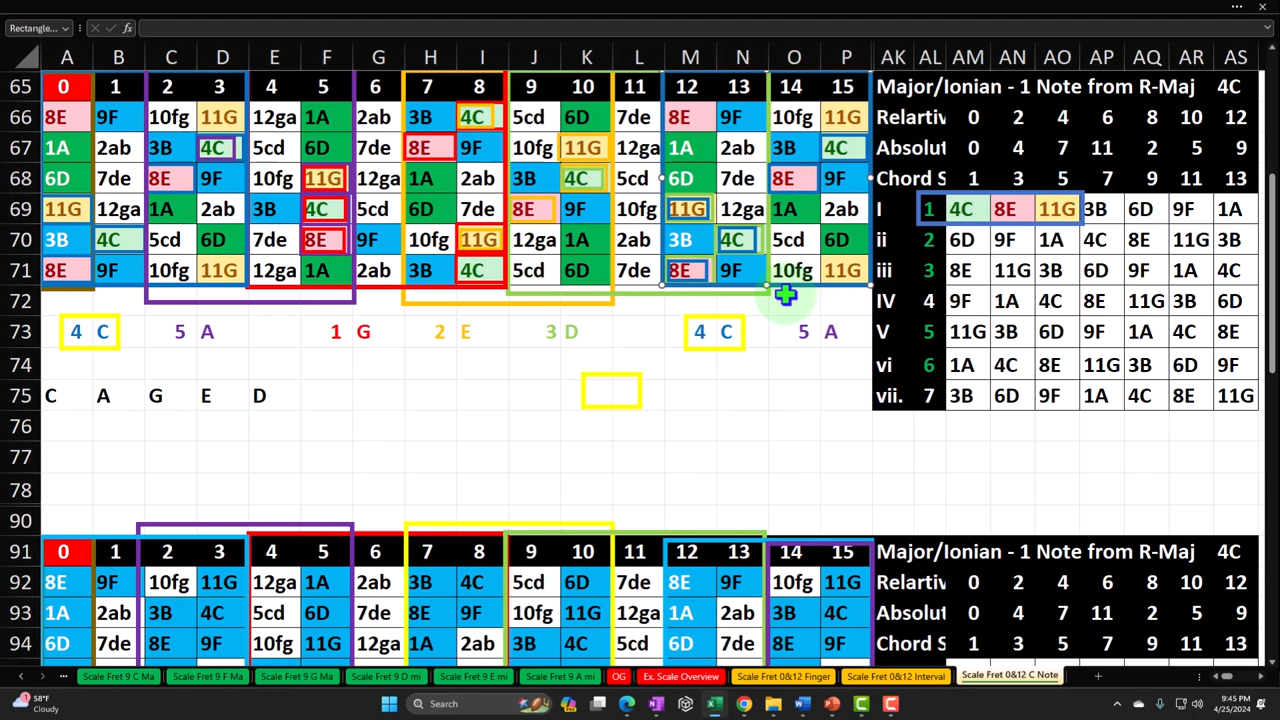 Rectangle...
fx
A B C D E F G H I J K L M N O P AK AL AM AN AO AP AQ AR AS
65 0 1 2 3 4 5 6 7 8 9 10 11 12 13 14 15 Major/Ionian - 1 Note from R-Maj 4C
66 8E 9F 10fg 11G 12ga 1A 2ab 3B 4C 5cd 6D 7de 8E 9F 10fg 11G Relartiv 0 2 4 6 8 10 12
67 1A 2ab 3B 4C 5cd 6D 7de 8E 9F 10fg 11G 12ga 1A 2ab 3B 4C Absolut 0 4 7 11 2 5 9
68 6D 7de 8E 9F 10fg 11G 12ga 1A 2ab 3B 4C 5cd 6D 7de 8E 9F Chord S 1 3 5 7 9 11 13
69 11G 12ga 1A 2ab 3B 4C 5cd 6D 7de 8E 9F 10fg 11G 12ga 1A 2ab I 1 4C 8E 11G 3B 6D 9F 1A
70 3B 4C 5cd 6D 7de 8E 9F 10fg 11G 12ga 1A 2ab 3B 4C 5cd 6D ii 2 6D 9F 1A 4C 8E 11G 3B
71 8E 9F 10fg 11G 12ga 1A 2ab 3B 4C 5cd 6D 7de 8E 9F 10fg 11G iii 3 8E 11G 3B 6D 9F 1A 4C
72 IV 4 9F 1A 4C 8E 11G 3B 6D
73 4 C 5 A 1 G 2 E 3 D 4 C 5 A V 5 11G 3B 6D 9F 1A 4C 8E
74 vi 6 1A 4C 8E 11G 3B 6D 9F
75 C A G E D vii. 7 3B 6D 9F 1A 4C 8E 11G
76
77
78
90
91 0 1 2 3 4 5 6 7 8 9 10 11 12 13 14 15 Major/Ionian - 1 Note from R-Maj 4C
92 8E 9F 10fg 11G 12ga 1A 2ab 3B 4C 5cd 6D 7de 8E 9F 10fg 11G Relartiv 0 2 4 6 8 10 12
93 1A 2ab 3B 4C 5cd 6D 7de 8E 9F 10fg 11G 12ga 1A 2ab 3B 4C Absolut 0 4 7 11 2 5 9
94 6D 7de 8E 9F 10fg 11G 12ga 1A 2ab 3B 4C 5cd 6D 7de 8E 9F Chord S 1 3 5 7 9 11 13
... Scale Fret 9 C Ma Scale Fret 9 F Ma Scale Fret 9 G Ma Scale Fret 9 D mi Scale Fret 9 E mi Scale Fret 9 A mi OG Ex. Scale Overview Scale Fret 0&12 Finger Scale Fret 0&12 Interval Scale Fret 0&12 C Note
58°F
Cloudy
Search
9:45 PM
4/25/2024